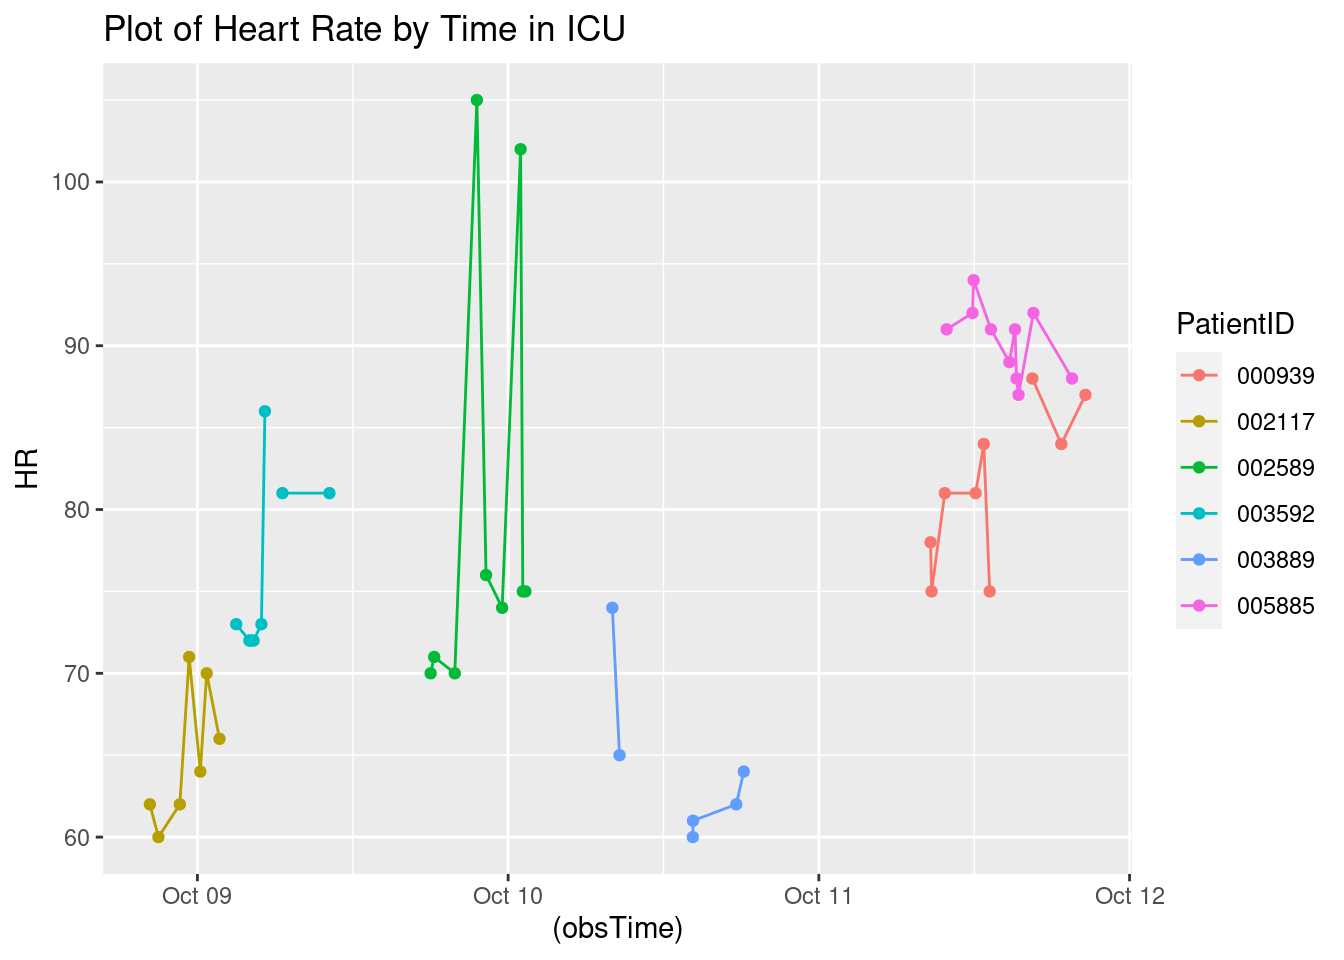 Plot of Heart Rate by Time in ICU
HR
100
90
80
70
60
Oct 09
Oct 10
Oct 11
Oct 12
(obsTime)
PatientID
000939
002117
002589
003592
003889
005885